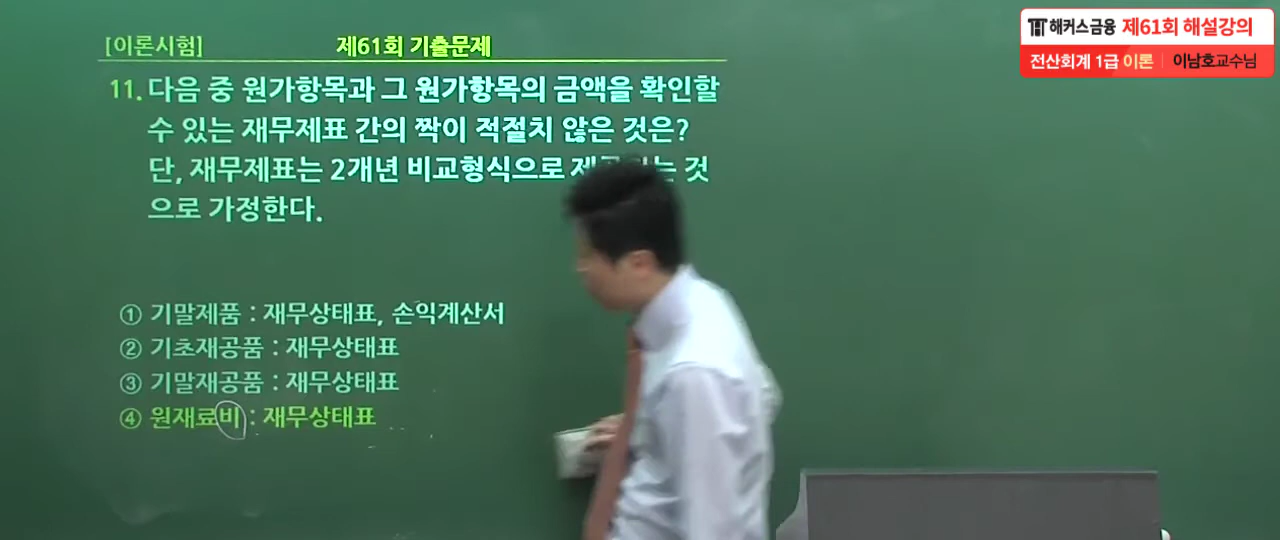 해커스금융 제61회 해설강의
전산회계 1급 이론 | 이남호교수님
[이론시험] 제61회 기출문제
11. 다음 중 원가항목과 그 원가항목의 금액을 확인할
수 있는 재무제표 간의 짝이 적절치 않은 것은?
단, 재무제표는 2개년 비교형식으로 는 것
으로 가정한다.
① 기말제품 : 재무상태표, 손익계산서
② 기초재공품 : 재무상태표
③ 기말재공품 : 재무상태표
④ 원재료비 : 재무상태표